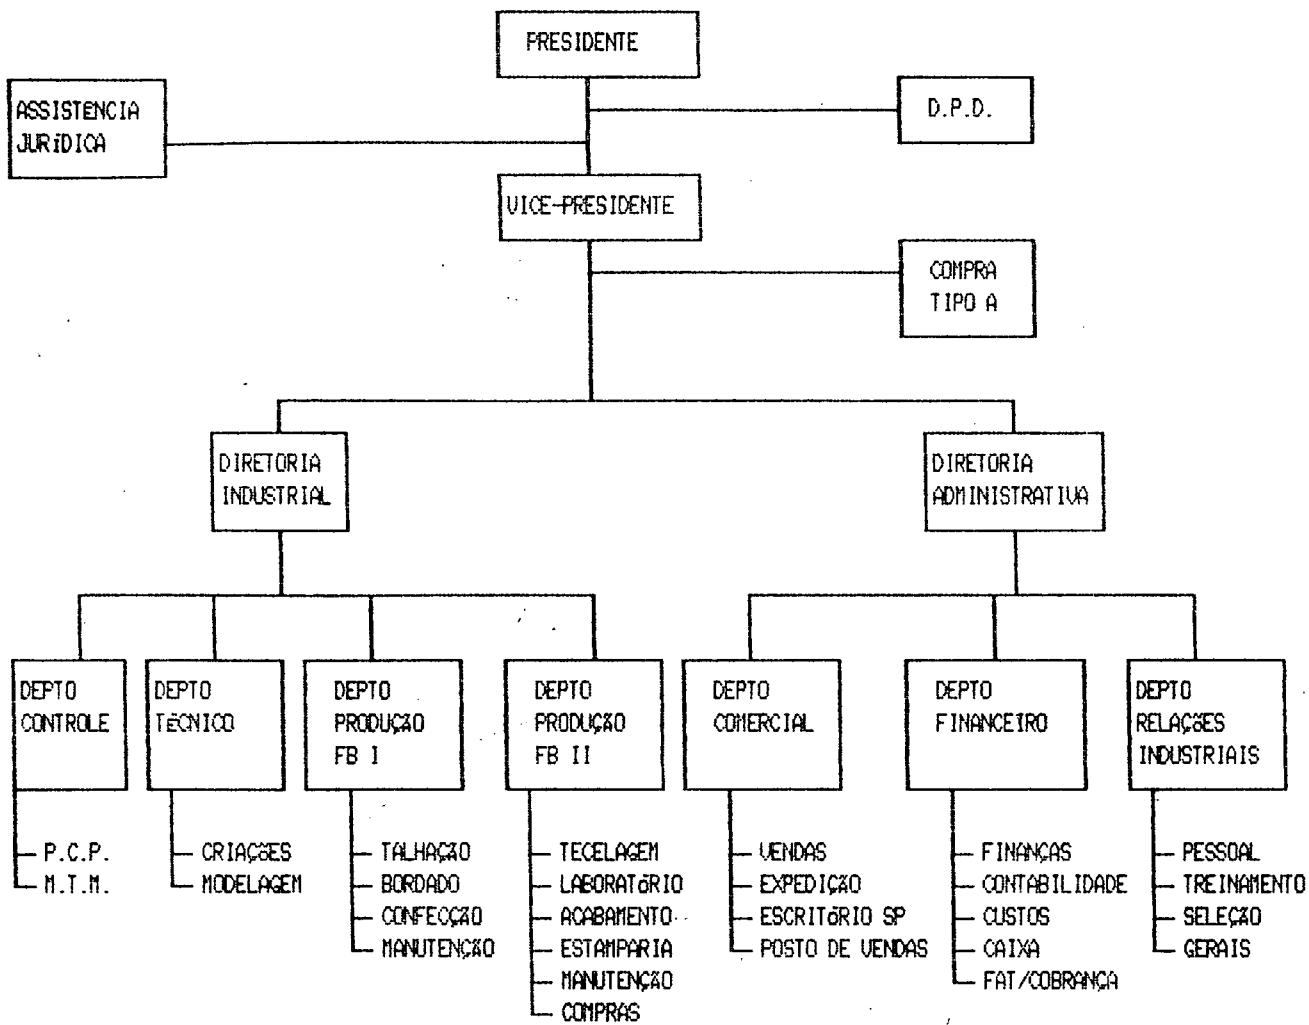 PRESIDENTE
ASSISTENCIA
JURÍDICA
D.P.D.
VICE-PRESIDENTE
COMPRA
TIPO A
DIRETORIA
INDUSTRIAL
DIRETORIA
ADMINISTRATIVA
DEPTO
CONTROLE
DEPTO
TÉCNICO
DEPTO
PRODUÇÃO
FB I
DEPTO
PRODUÇÃO
FB II
DEPTO
COMERCIAL
DEPTO
FINANCEIRO
DEPTO
RELAÇÕES
INDUSTRIAIS
P.C.P.
M.T.M.
CRIAÇÕES
MODELAGEM
TALHAÇÃO
BORDADO
CONFECÇÃO
MANUTENÇÃO
TECELAGEM
LABORATÓRIO
ACABAMENTO
ESTAMPARIA
MANUTENÇÃO
COMPRAS
VENDAS
EXPEDIÇÃO
ESCRITÓRIO SP
POSTO DE VENDAS
FINANÇAS
CONTABILIDADE
CUSTOS
CAIXA
FAT/COBRANÇA
PESSOAL
TREINAMENTO
SELEÇÃO
GERAIS